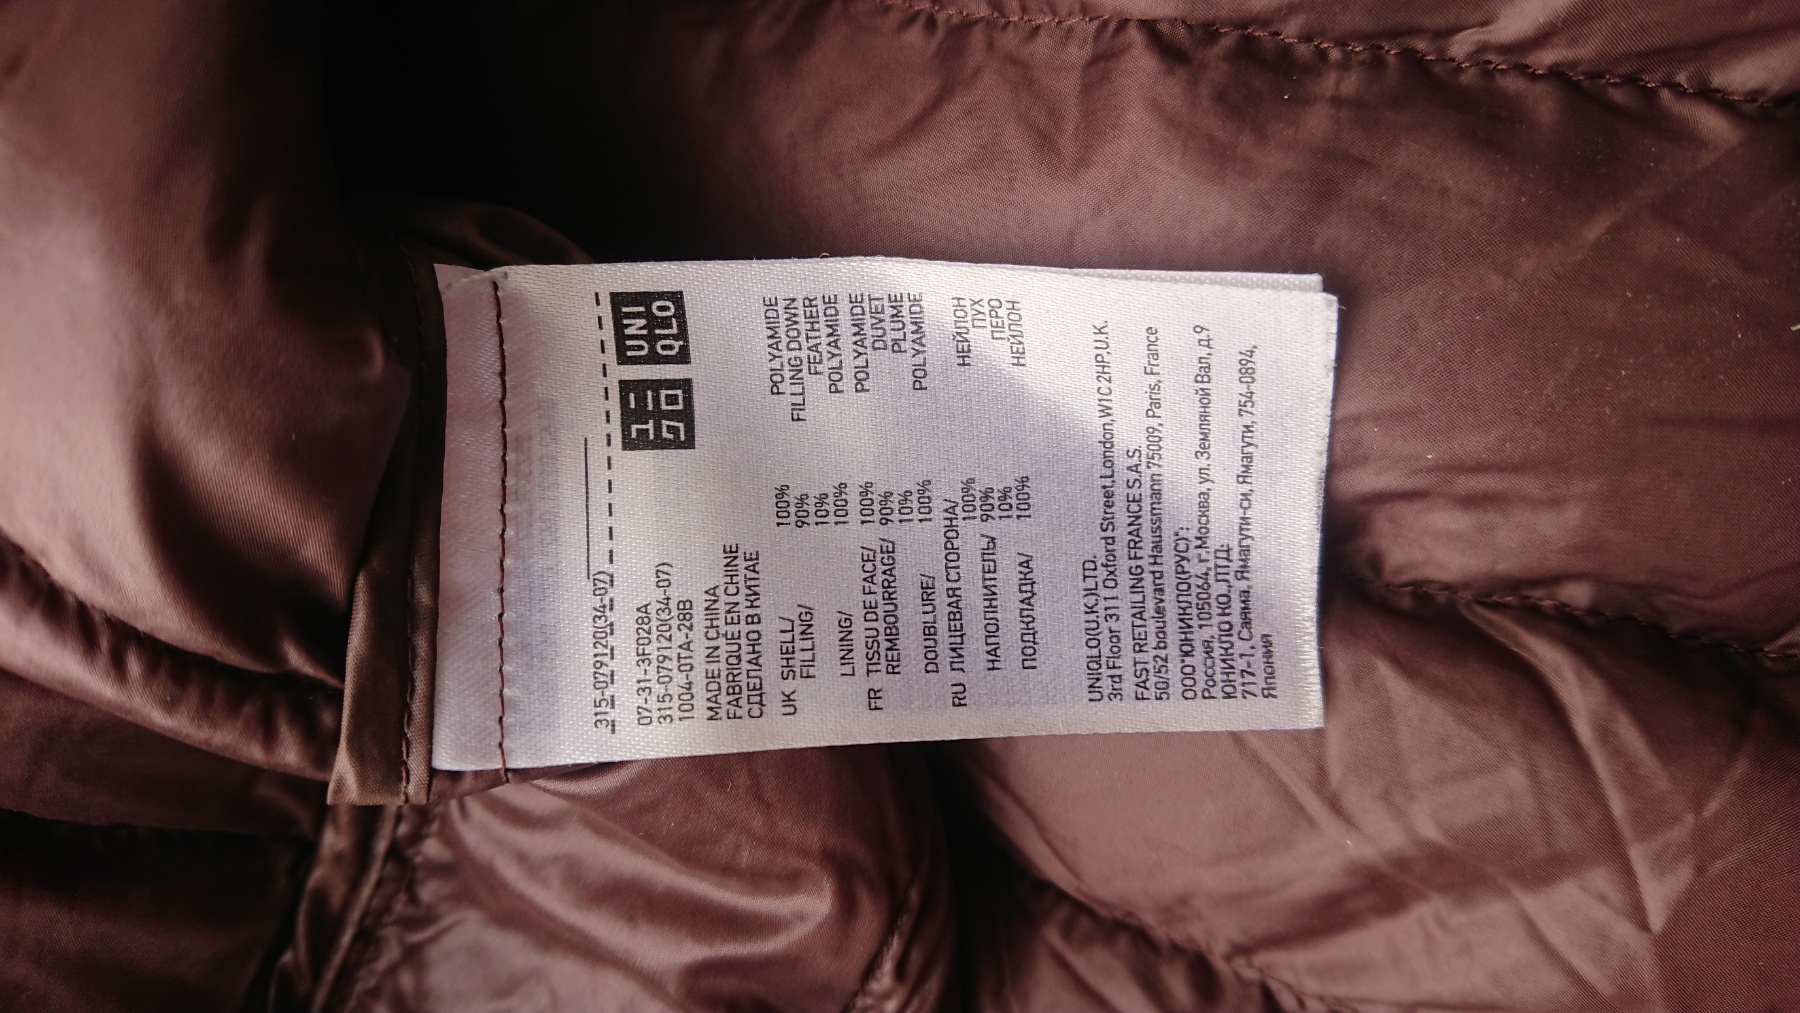 315-079120(34-07)
ユニ
クロ
UNI
QLO
07-31-3F028A
315-079120(34-07)
1004-0TA-28B
MADE IN CHINA
FABRIQUÉ EN CHINE
СДЕЛАНО В КИТАЕ
UK SHELL/ 100% POLYAMIDE
FILLING/ 90% FILLING DOWN
10% FEATHER
LINING/ 100% POLYAMIDE
FR TISSU DE FACE/ 100% POLYAMIDE
REMBOURRAGE/ 90% DUVET
10% PLUME
DOUBLURE/ 100% POLYAMIDE
RU ЛИЦЕВАЯ СТОРОНА/
100% НЕЙЛОН
НАПОЛНИТЕЛЬ/ 90% ПУХ
10% ПЕРО
ПОДКЛАДКА/ 100% НЕЙЛОН
UNIQLO(U.K.)LTD.
3rd Floor 311 Oxford Street,London,W1C 2HP,U.K.
FAST RETAILING FRANCE S.A.S.
50/52 boulevard Haussmann 75009, Paris, France
ООО"ЮНИКЛО(РУС)":
Россия, 105064, г.Москва, ул. Земляной Вал, д.9
ЮНИКЛО КО.,ЛТД:
717-1, Саяма, Ямагути-си, Ямагути, 754-0894,
Япония